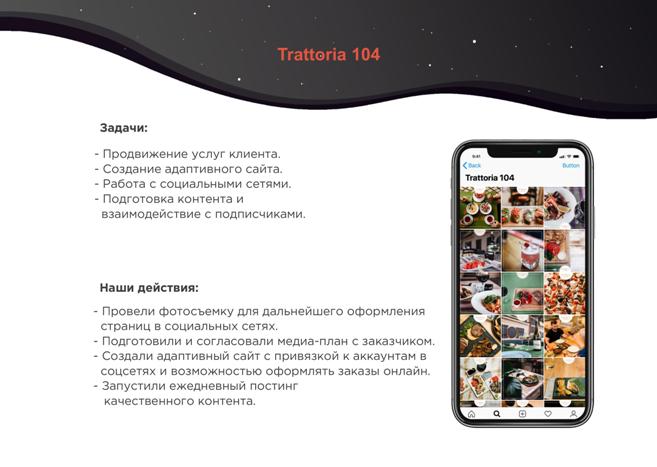 Trattoria 104
Задачи:
- Продвижение услуг клиента.
- Создание адаптивного сайта.
- Работа с социальными сетями.
- Подготовка контента и
взаимодействие с подписчиками.
9:41
Back
Button
Trattoria 104
Наши действия:
- Провели фотосъемку для дальнейшего оформления
страниц в социальных сетях.
- Подготовили и согласовали медиа-план с заказчиком.
- Создали адаптивный сайт с привязкой к аккаунтам в
соцсетях и возможностью оформлять заказы онлайн.
- Запустили ежедневный постинг
качественного контента.